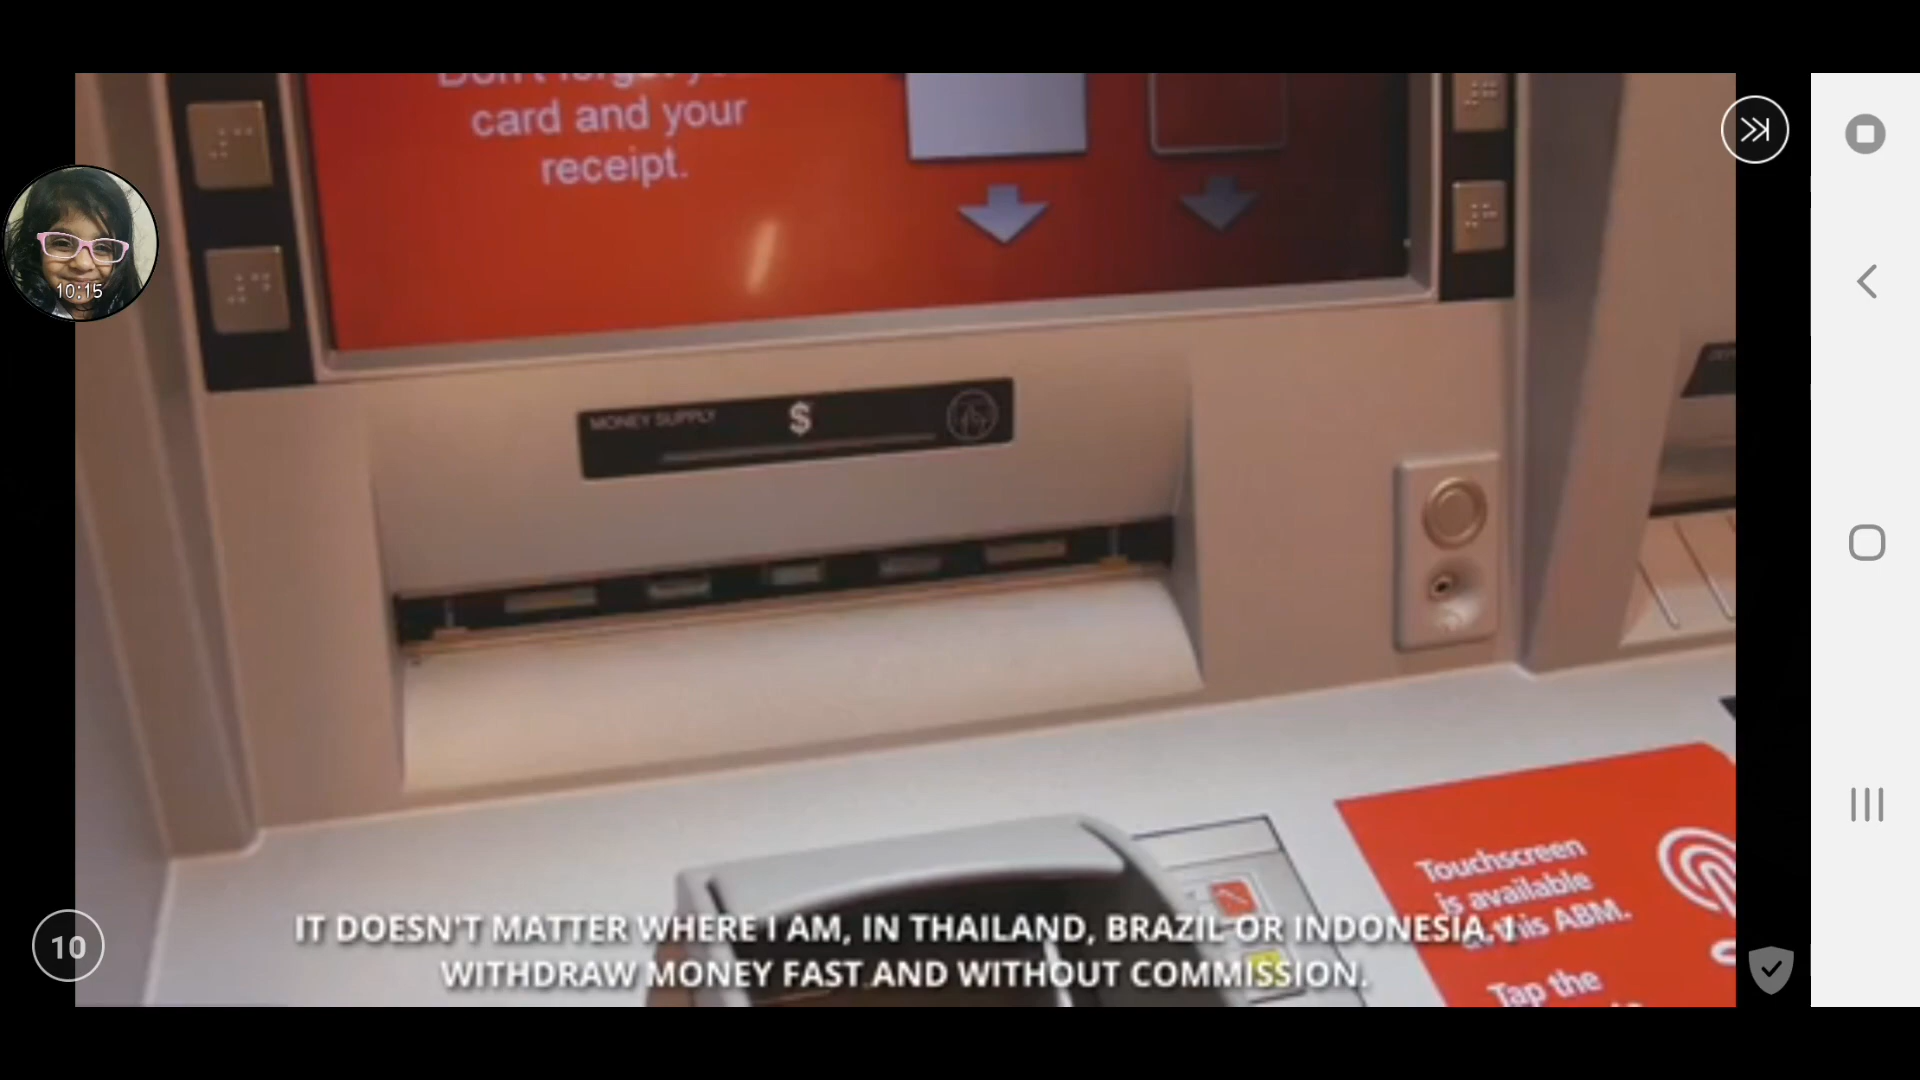 card and your
receipt.
10:15
MONEY SUPPLY
$
Touchscreen
is available
this ABM.
Tap the
IT DOESN'T MATTER WHERE I AM, IN THAILAND, BRAZIL OR INDONESIA, I
WITHDRAW MONEY FAST AND WITHOUT COMMISSION.
10